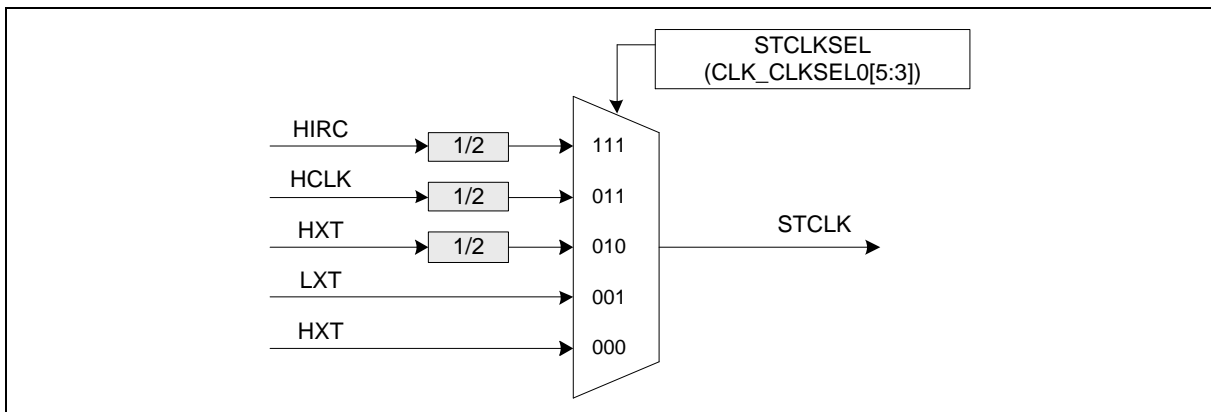 STCLKSEL
(CLK_CLKSEL0[5:3])
HIRC
1/2
111
HCLK
1/2
011
HXT
1/2
010
STCLK
LXT
001
HXT
000